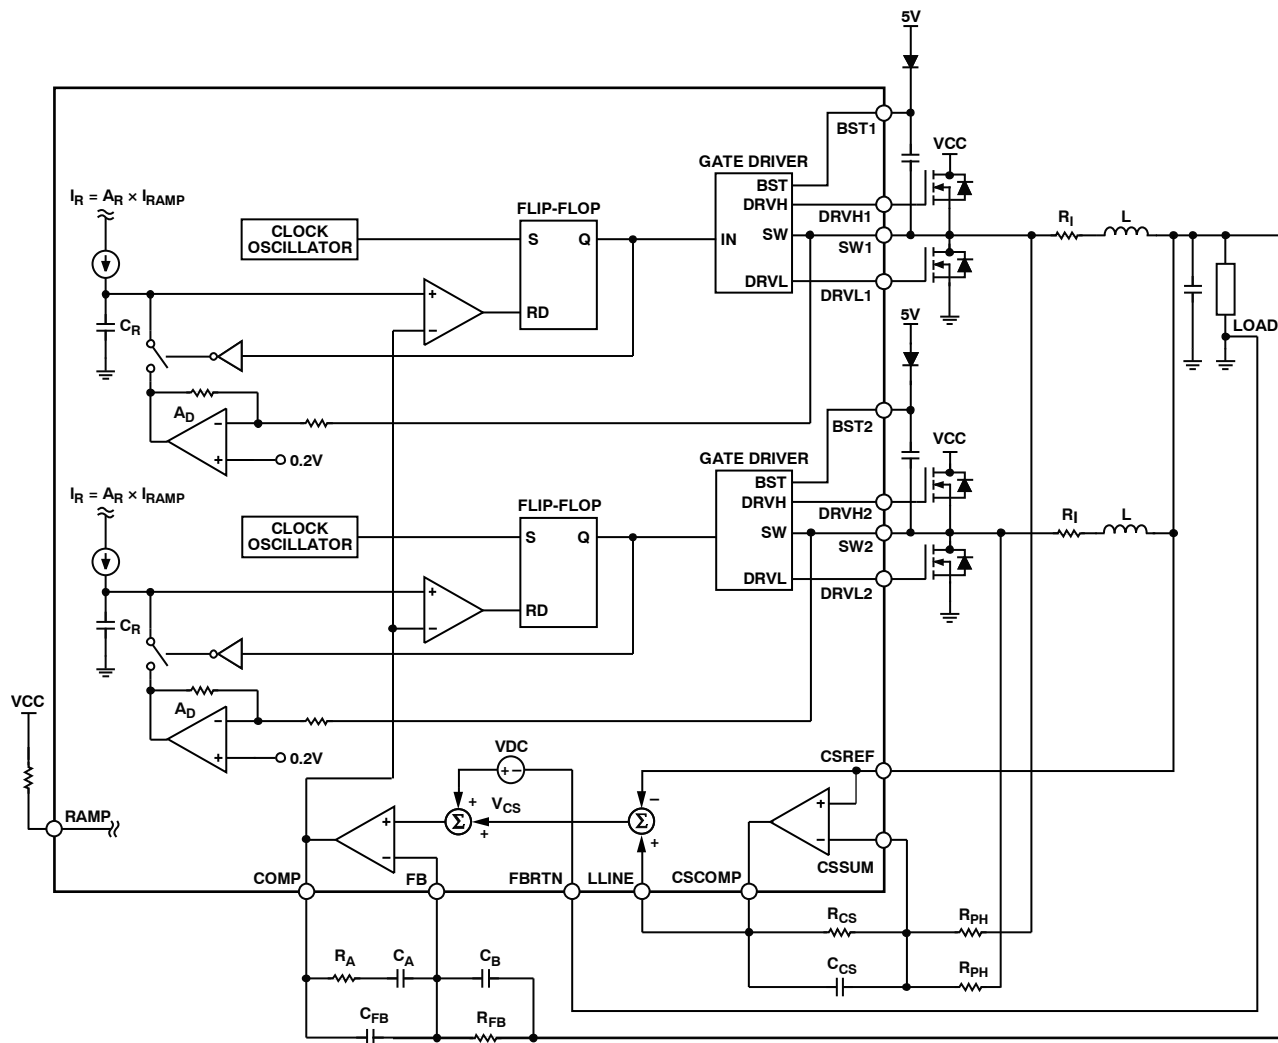 5V
BST1
VCC
GATE DRIVER
I_R = A_R × I_RAMP
BST
FLIP-FLOP
DRVH
DRVH1
R_I
L
CLOCK
OSCILLATOR
S
Q
IN
SW
SW1
DRVL
DRVL1
+
C_R
RD
5V
LOAD
−
A_D
−
BST2
+
0.2V
VCC
GATE DRIVER
I_R = A_R × I_RAMP
BST
FLIP-FLOP
DRVH
DRVH2
R_I
L
CLOCK
OSCILLATOR
S
Q
SW
SW2
DRVL
DRVL2
+
C_R
RD
−
VCC
A_D
−
+
0.2V
VDC
+ −
CSREF
RAMP
+
V_CS
−
+
+
Σ
+
Σ
+
−
−
CSSUM
COMP
FB
FBRTN
LLINE
CSCOMP
R_CS
R_PH
R_A
C_A
C_B
C_CS
R_PH
C_FB
R_FB